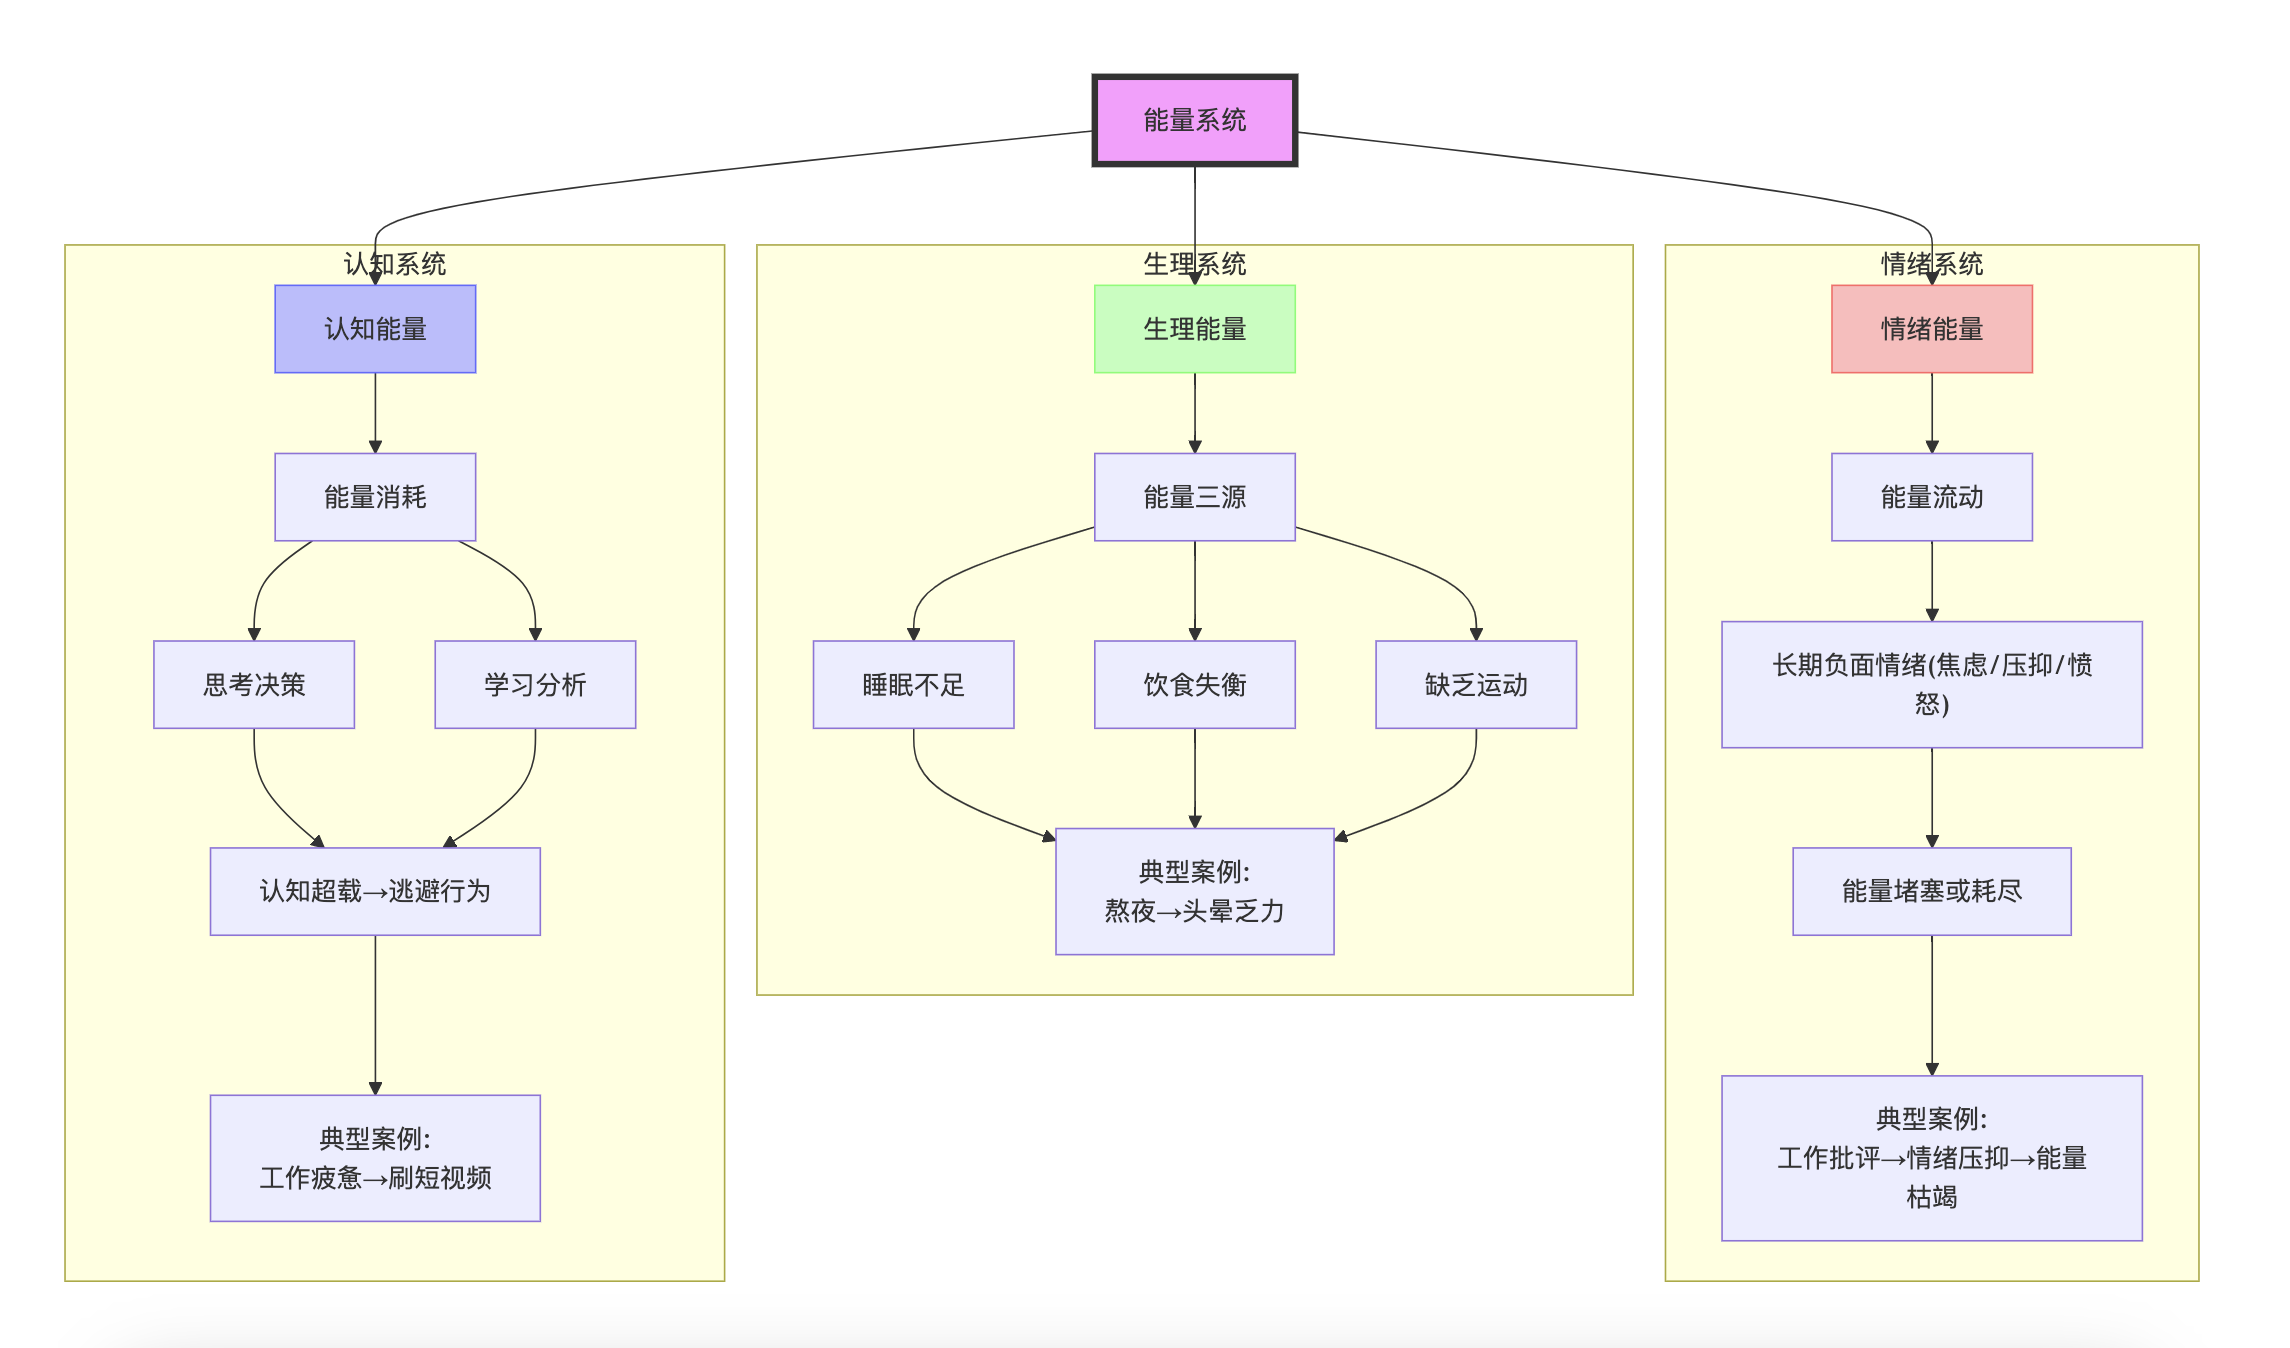 能量系统
认知系统
认知能量
能量消耗
思考决策
学习分析
认知超载→逃避行为
典型案例:
工作疲惫→刷短视频
生理系统
生理能量
能量三源
睡眠不足
饮食失衡
缺乏运动
典型案例:
熬夜→头晕乏力
情绪系统
情绪能量
能量流动
长期负面情绪(焦虑/压抑/愤
怒)
能量堵塞或耗尽
典型案例:
工作批评→情绪压抑→能量
枯竭